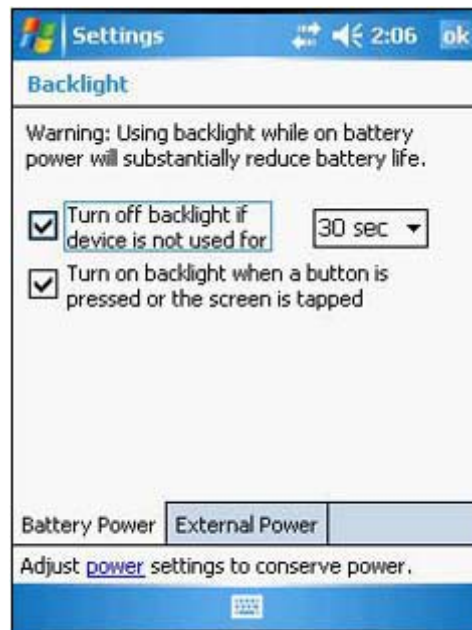 Settings 2:06 ok
Backlight
Warning: Using backlight while on battery
power will substantially reduce battery life.
Turn off backlight if
device is not used for 30 sec
Turn on backlight when a button is
pressed or the screen is tapped
Battery Power External Power
Adjust power settings to conserve power.